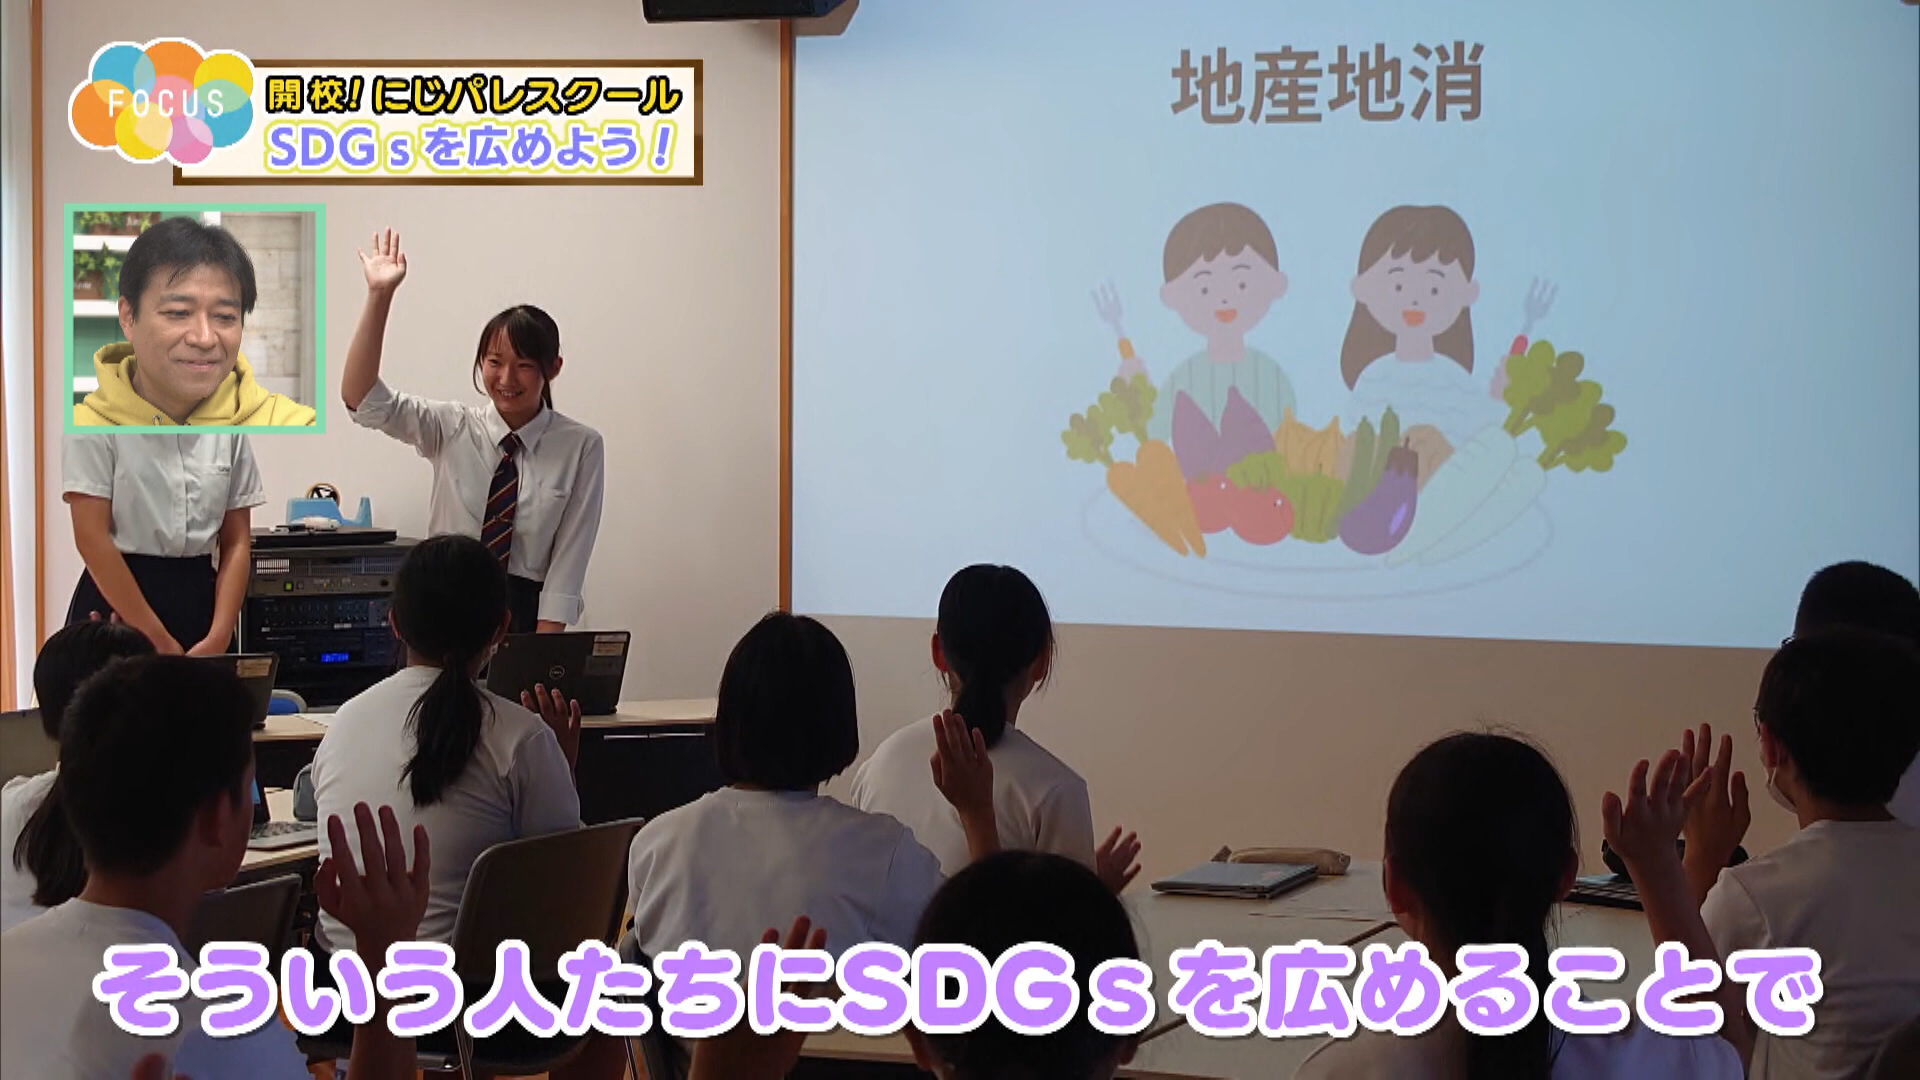 FOCUS
開校!にじパレスクール
SDGsを広めよう!
地産地消
そういう人たちにSDGsを広めることで